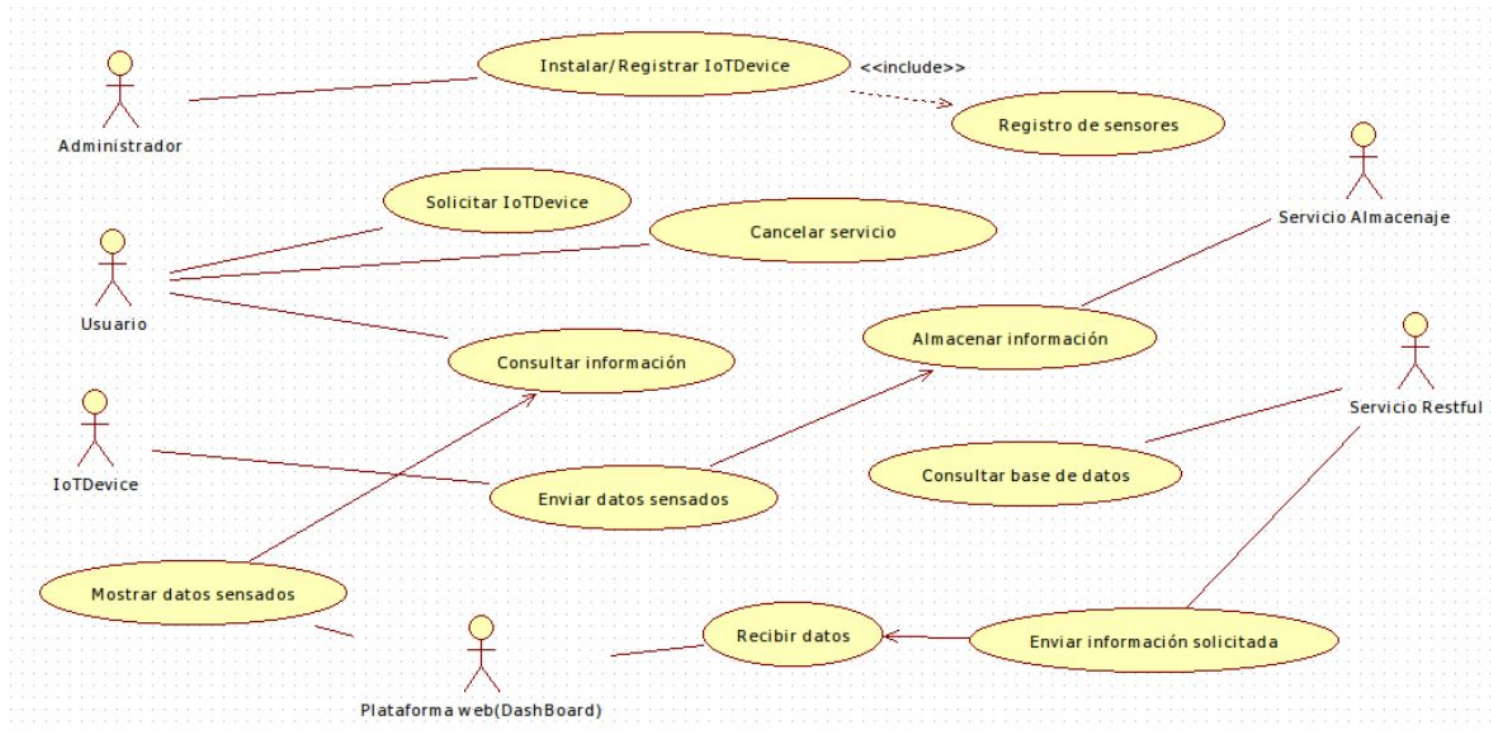 Instalar/Registrar IoTDevice
<<include>>
Registro de sensores
Administrador
Solicitar IoTDevice
Servicio Almacenaje
Cancelar servicio
Usuario
Almacenar información
Consultar información
Servicio Restful
IoTDevice
Consultar base de datos
Enviar datos sensados
Mostrar datos sensados
Recibir datos
Enviar información solicitada
Plataforma web(DashBoard)